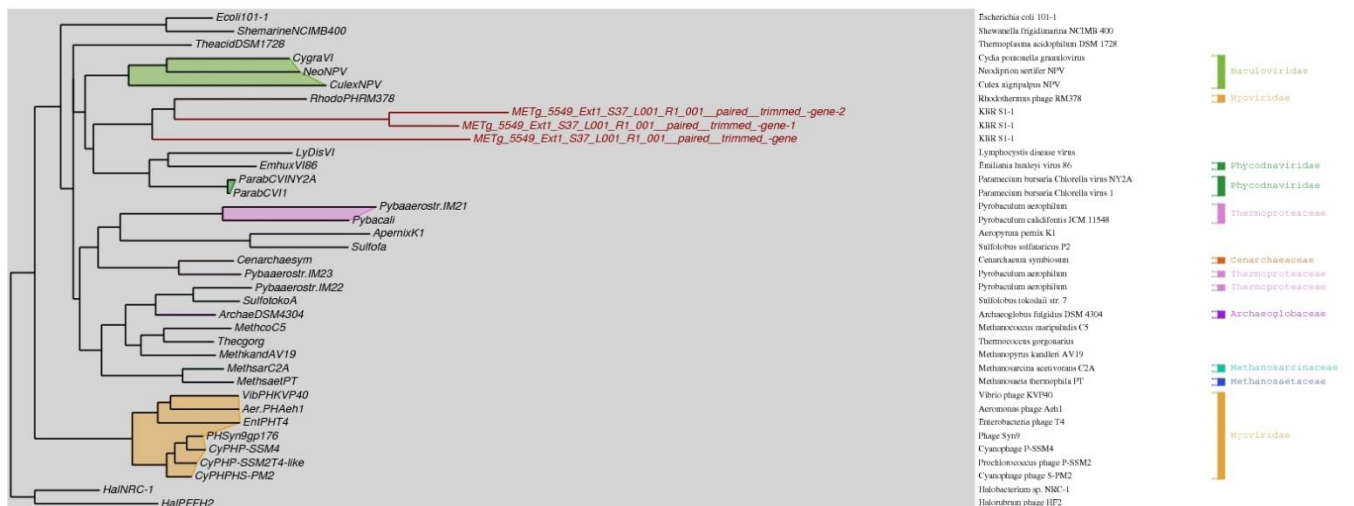 Ecoli101-1 Escherichia coli 101-1
ShemarineNCIMB400 Shewanella frigidimarina NCIMB 400
TheacidDSM1728 Thermoplasma acidophilum DSM 1728
CygraVI Cydia pomonella granulovirus
NeoNPV Neodiprion sertifer NPV Baculoviridae
CulexNPV Culex nigripalpus NPV
RhodoPHRM378 Rhodothermus phage RM378 Myoviridae
METg_5549_Ext1_S37_L001_R1_001__paired__trimmed_-gene-2 KBR S1-1
METg_5549_Ext1_S37_L001_R1_001__paired__trimmed_-gene-1 KBR S1-1
METg_5549_Ext1_S37_L001_R1_001__paired__trimmed_-gene KBR S1-1
LyDisVI Lymphocystis disease virus
EmhuxVI86 Emiliania huxleyi virus 86 Phycodnaviridae
ParabCVINY2A Paramecium bursaria Chlorella virus NY2A Phycodnaviridae
ParabCVI1 Paramecium bursaria Chlorella virus 1
Pybaaerostr.IM21 Pyrobaculum aerophilum Thermoproteaceae
Pybacali Pyrobaculum calidifontis JCM 11548
ApernixK1 Aeropyrum pernix K1
Sulfofa Sulfolobus solfataricus P2
Cenarchaesym Cenarchaeum symbiosum Cenarchaeaceae
Pybaaerostr.IM23 Pyrobaculum aerophilum Thermoproteaceae
Pybaaerostr.IM22 Pyrobaculum aerophilum Thermoproteaceae
SulfotokoA Sulfolobus tokodaii str. 7
ArchaeDSM4304 Archaeoglobus fulgidus DSM 4304 Archaeoglobaceae
MethcoC5 Methanococcus maripaludis C5
Thecgorg Thermococcus gorgonarius
MethkandAV19 Methanopyrus kandleri AV19
MethsarC2A Methanosarcina acetivorans C2A Methanosarcinaceae
MethsaetPT Methanosaeta thermophila PT Methanosaetaceae
VibPHKVP40 Vibrio phage KVP40
Aer.PHAeh1 Aeromonas phage Aeh1
EntPHT4 Enterobacteria phage T4
PHSyn9gp176 Phage Syn9 Myoviridae
CyPHP-SSM4 Cyanophage P-SSM4
CyPHP-SSM2T4-like Prochlorococcus phage P-SSM2
CyPHPHS-PM2 Cyanophage phage S-PM2
HalNRC-1 Halobacterium sp. NRC-1
Halorubrum phage HF2